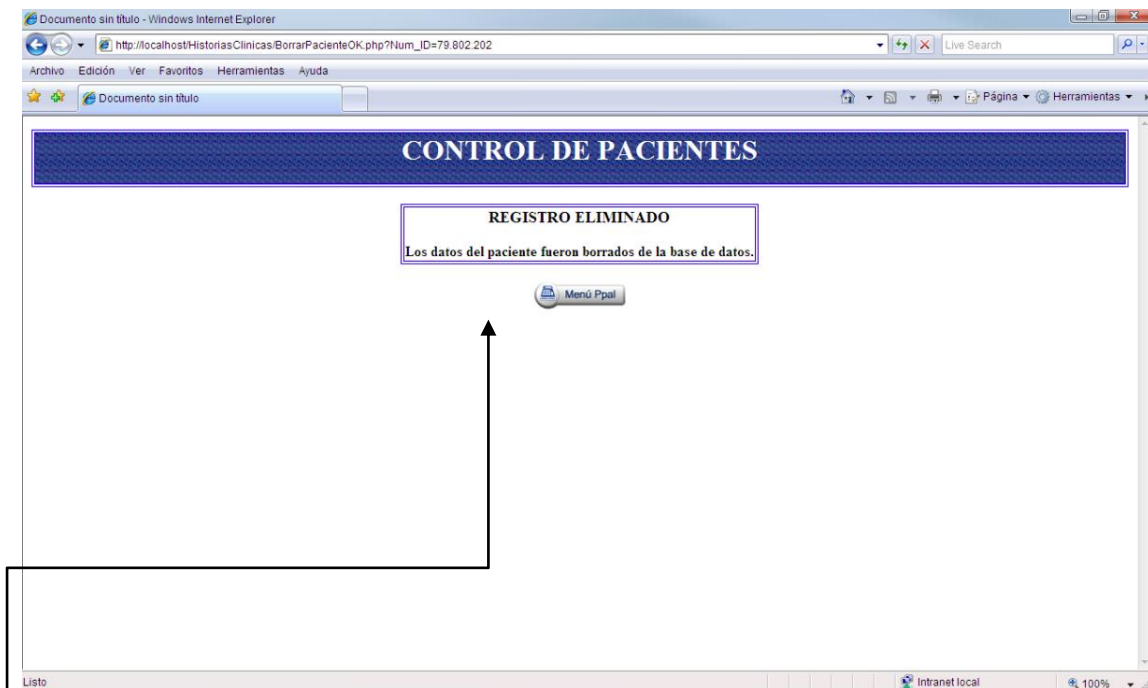 Documento sin título - Windows Internet Explorer
http://localhost/HistoriasClinicas/BorrarPacienteOK.php?Num_ID=79.802.202
Live Search
Archivo Edición Ver Favoritos Herramientas Ayuda
Documento sin título
Página Herramientas
CONTROL DE PACIENTES
REGISTRO ELIMINADO
Los datos del paciente fueron borrados de la base de datos.
Menú Ppal
Listo
Intranet local
100%